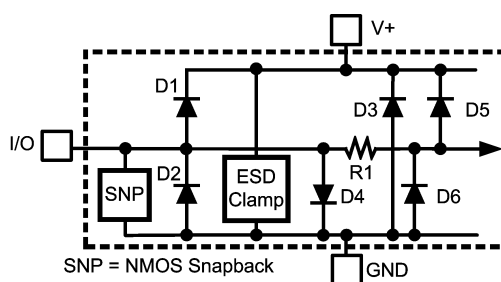 V+
D1
D3
D5
I/O
D2
R1
SNP
ESD
Clamp
D4
D6
SNP = NMOS Snapback
GND